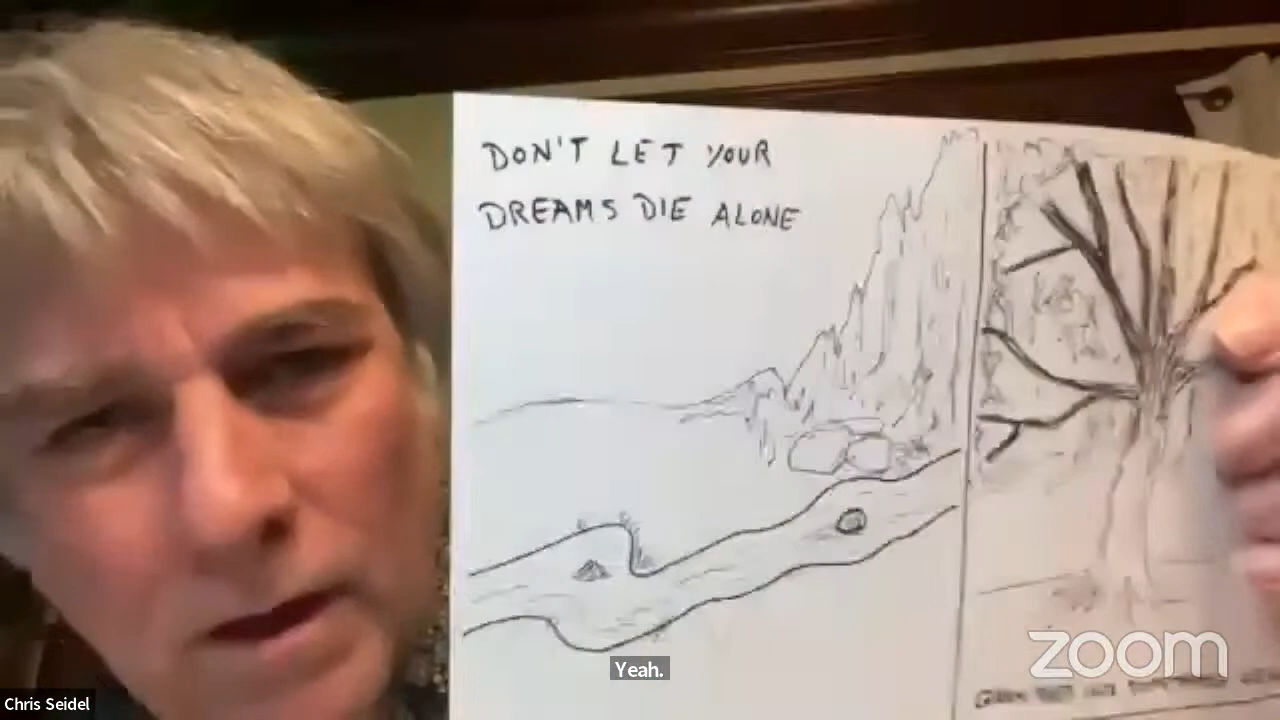 DON'T LET YOUR
DREAMS DIE ALONE
Yeah.
zoom
Chris Seidel